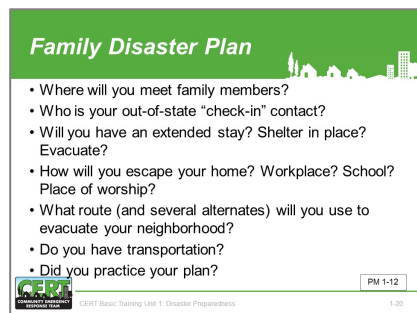 Family Disaster Plan
• Where will you meet family members?
• Who is your out-of-state “check-in” contact?
• Will you have an extended stay? Shelter in place?
Evacuate?
• How will you escape your home? Workplace? School?
Place of worship?
• What route (and several alternates) will you use to
evacuate your neighborhood?
• Do you have transportation?
• Did you practice your plan?
PM 1-12
CERT
COMMUNITY EMERGENCY
RESPONSE TEAM
CERT Basic Training Unit 1: Disaster Preparedness
1-20